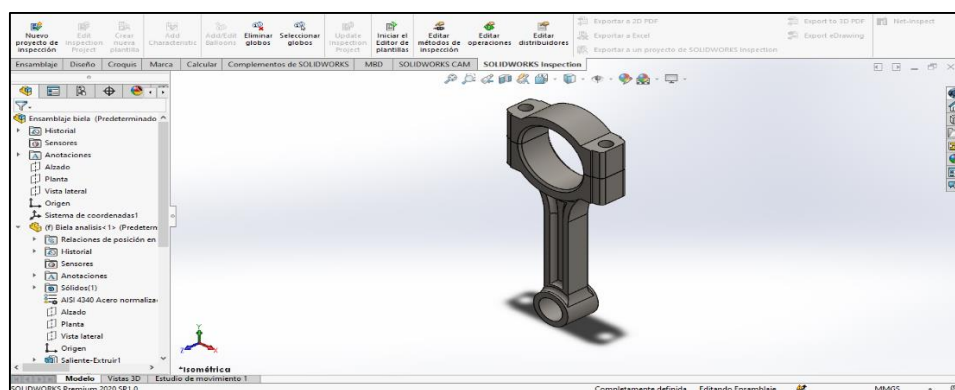 Nuevo proyecto de inspección
Edit Inspection Project
Crear nueva plantilla
Add Characteristic
Add/Edit Balloons
Eliminar globos
Seleccionar globos
Update Inspection Project
Iniciar el Editor de plantillas
Editar métodos de inspección
Editar operaciones
Editar distribuidores
Exportar a 2D PDF
Exportar a Excel
Exportar a un proyecto de SOLIDWORKS Inspection
Export to 3D PDF
Export eDrawing
Net-Inspect
Ensamblaje
Diseño
Croquis
Marca
Calcular
Complementos de SOLIDWORKS
MBD
SOLIDWORKS CAM
SOLIDWORKS Inspection
Ensamblaje biela (Predeterminado
Historial
Sensores
Anotaciones
Alzado
Planta
Vista lateral
Origen
Sistema de coordenadas1
(f) Biela analisis<1> (Predetern
Relaciones de posición en
Historial
Sensores
Anotaciones
Sólidos(1)
AISI 4340 Acero normaliza
Alzado
Planta
Vista lateral
Origen
Saliente-Extruir1
*Isométrica
Modelo
Vistas 3D
Estudio de movimiento 1
SOLIDWORKS Premium 2020 SP1.0
Completamente definida
Editando Ensamblaje
MMGS